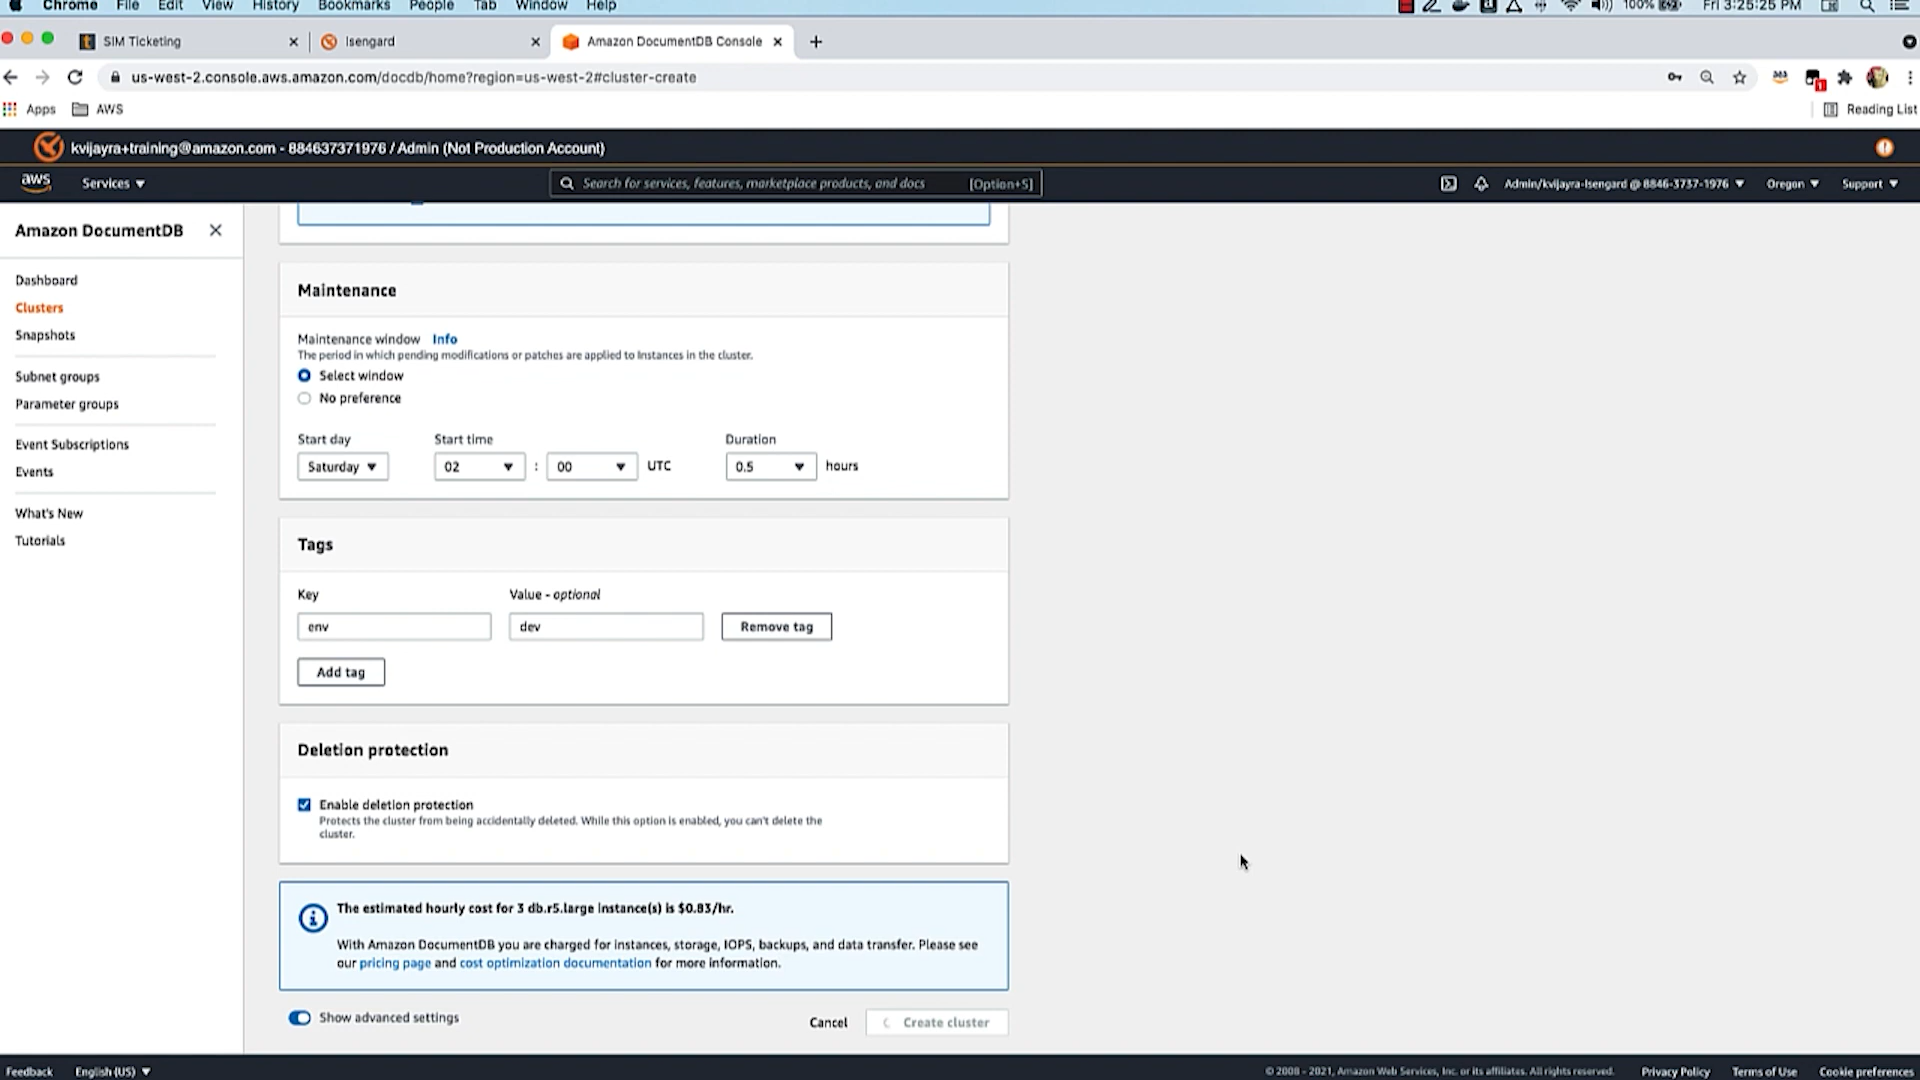 Chrome File Edit View History Bookmarks People Tab Window Help 100% Fri 3:25:25 PM
SIM Ticketing
Isengard
Amazon DocumentDB Console
us-west-2.console.aws.amazon.com/docdb/home?region=us-west-2#cluster-create
Apps AWS Reading List
kvijayra+training@amazon.com - 884637371976 / Admin (Not Production Account)
aws Services Search for services, features, marketplace products, and docs [Option+S] Admin/kvijayra-Isengard @ 8846-3737-1976 Oregon Support
Amazon DocumentDB
Dashboard
Clusters
Snapshots
Subnet groups
Parameter groups
Event Subscriptions
Events
What's New
Tutorials
Maintenance
Maintenance window Info
The period in which pending modifications or patches are applied to Instances in the cluster.
Select window
No preference
Start day Start time Duration
Saturday 02 : 00 UTC 0.5 hours
Tags
Key Value - optional
env dev Remove tag
Add tag
Deletion protection
Enable deletion protection
Protects the cluster from being accidentally deleted. While this option is enabled, you can't delete the
cluster.
The estimated hourly cost for 3 db.r5.large instance(s) is $0.83/hr.
With Amazon DocumentDB you are charged for instances, storage, IOPS, backups, and data transfer. Please see
our pricing page and cost optimization documentation for more information.
Show advanced settings Cancel Create cluster
Feedback English (US) © 2008 - 2021, Amazon Web Services, Inc. or its affiliates. All rights reserved. Privacy Policy Terms of Use Cookie preferences